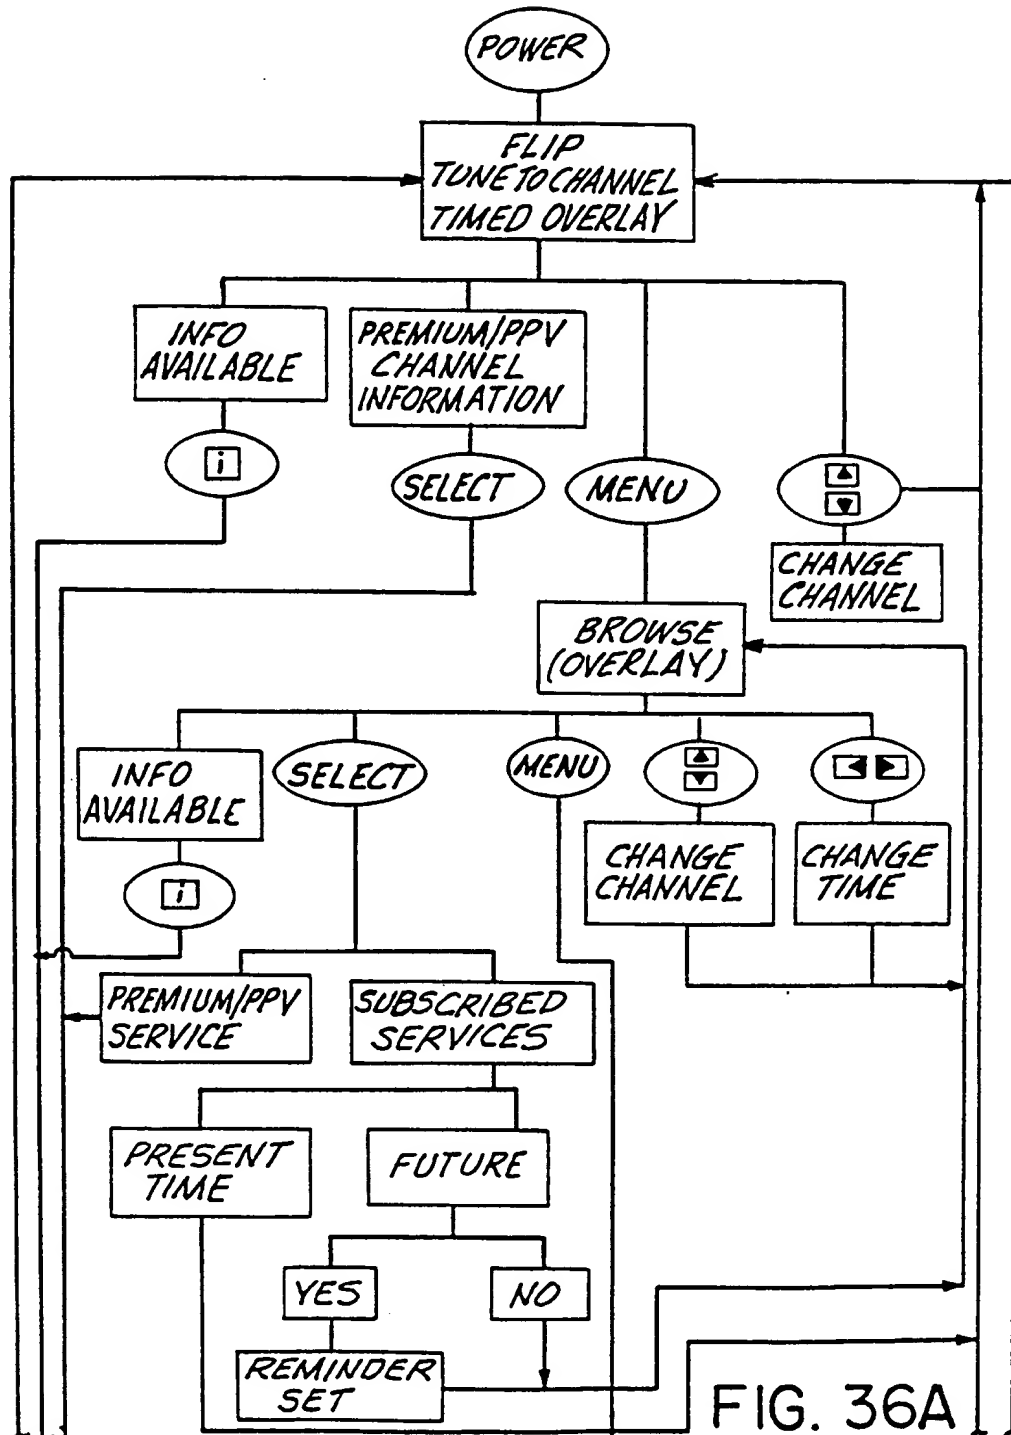 POWER
FLIP
TUNE TO CHANNEL
TIMED OVERLAY
INFO
AVAILABLE
PREMIUM/PPV
CHANNEL
INFORMATION
i
SELECT
MENU
CHANGE
CHANNEL
BROWSE
(OVERLAY)
INFO
AVAILABLE
SELECT
MENU
i
CHANGE
CHANNEL
CHANGE
TIME
PREMIUM/PPV
SERVICE
SUBSCRIBED
SERVICES
PRESENT
TIME
FUTURE
YES
NO
REMINDER
SET
FIG. 36A